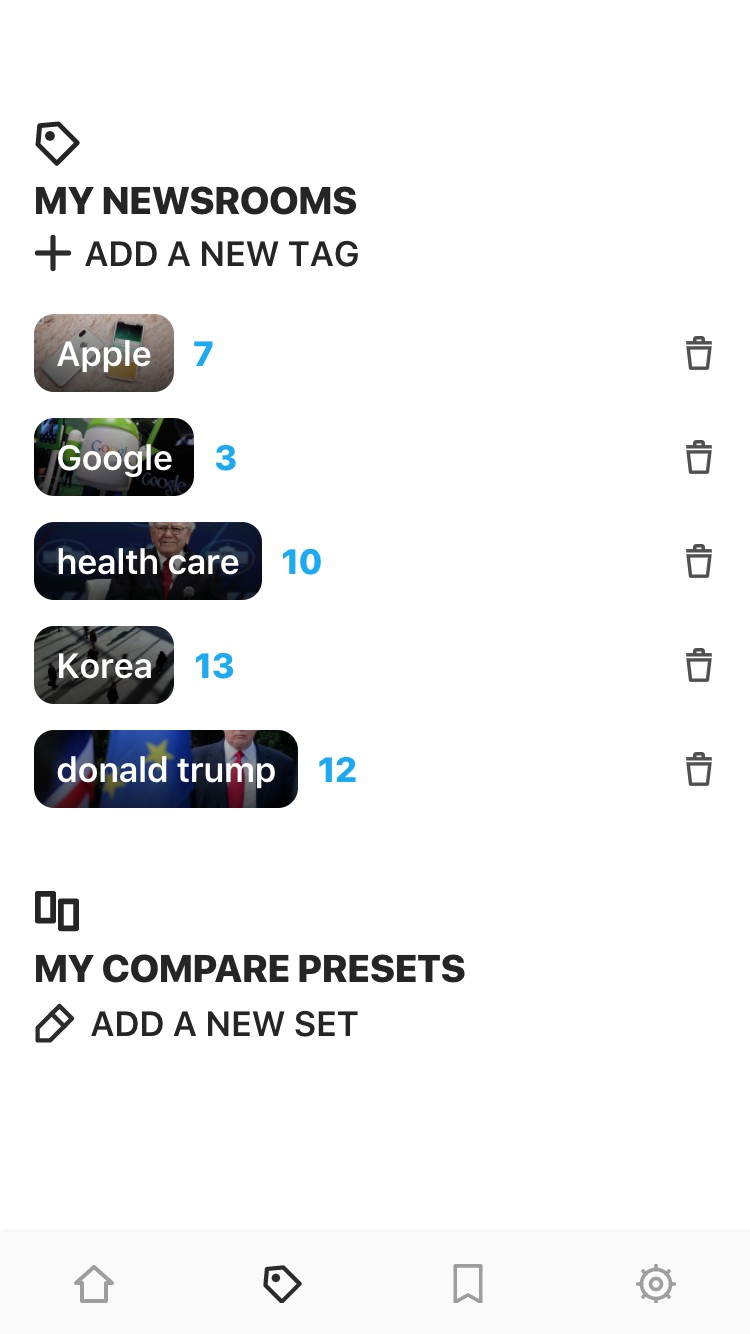 MY NEWSROOMS
ADD A NEW TAG
Apple 7
Google 3
health care 10
Korea 13
donald trump 12
MY COMPARE PRESETS
ADD A NEW SET